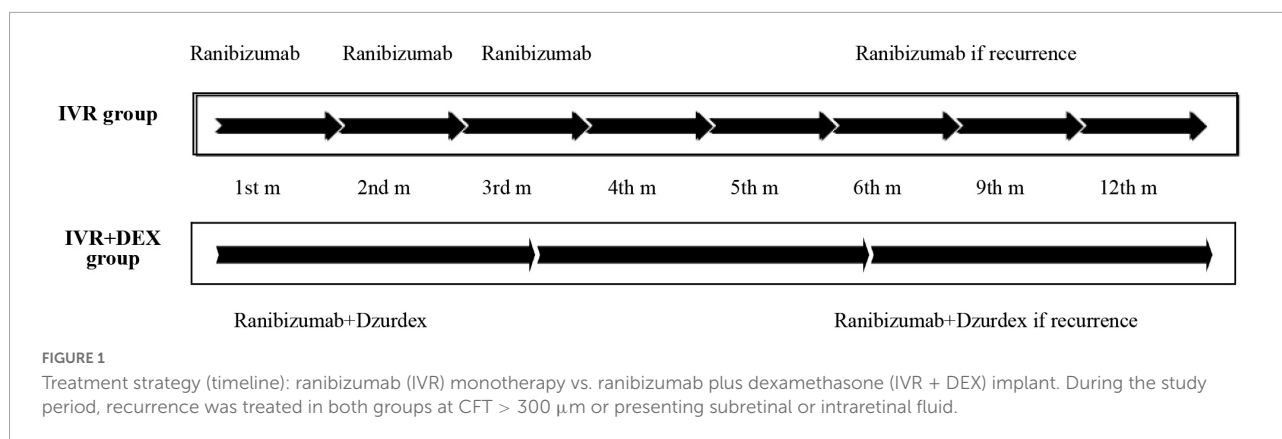 Ranibizumab Ranibizumab Ranibizumab Ranibizumab if recurrence
IVR group
1st m 2nd m 3rd m 4th m 5th m 6th m 9th m 12th m
IVR+DEX
group
Ranibizumab+Dzurdex Ranibizumab+Dzurdex if recurrence
FIGURE 1
Treatment strategy (timeline): ranibizumab (IVR) monotherapy vs. ranibizumab plus dexamethasone (IVR + DEX) implant. During the study
period, recurrence was treated in both groups at CFT > 300 μm or presenting subretinal or intraretinal fluid.